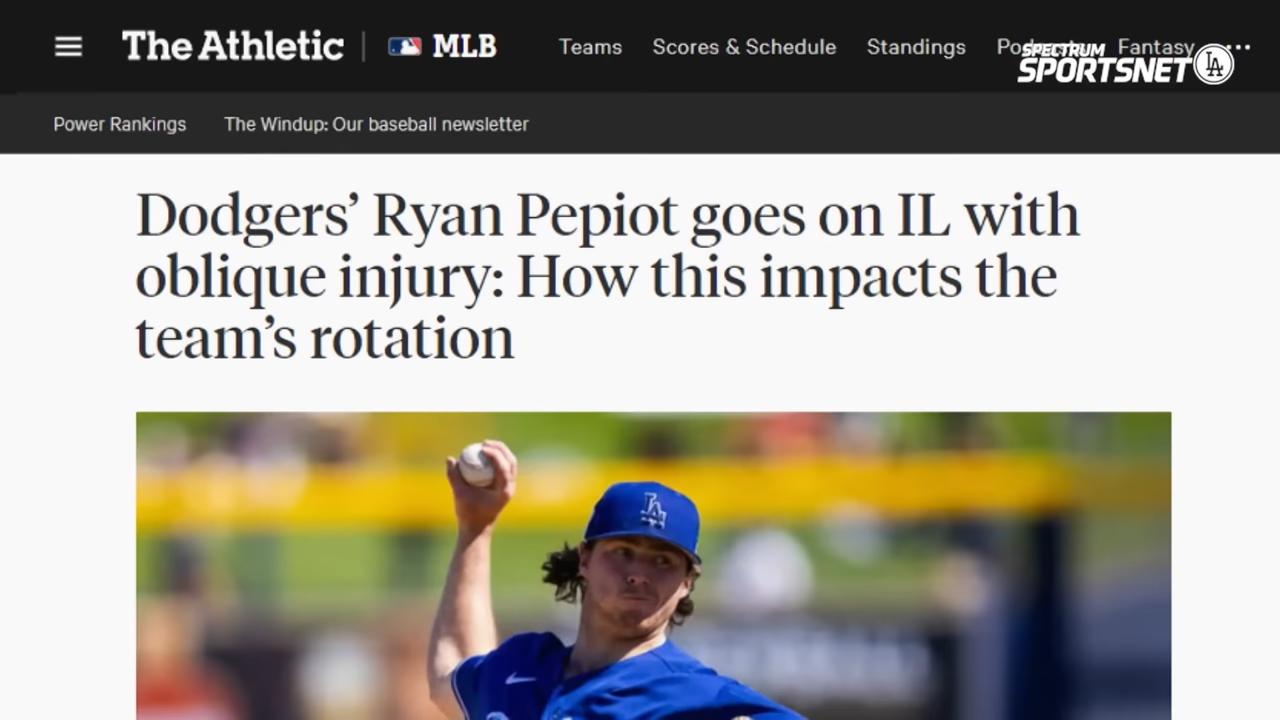 The Athletic MLB Teams Scores & Schedule Standings Fantasy
SPECTRUM
SPORTSNET LA
Power Rankings The Windup: Our baseball newsletter
Dodgers’ Ryan Pepiot goes on IL with
oblique injury: How this impacts the
team’s rotation
LA